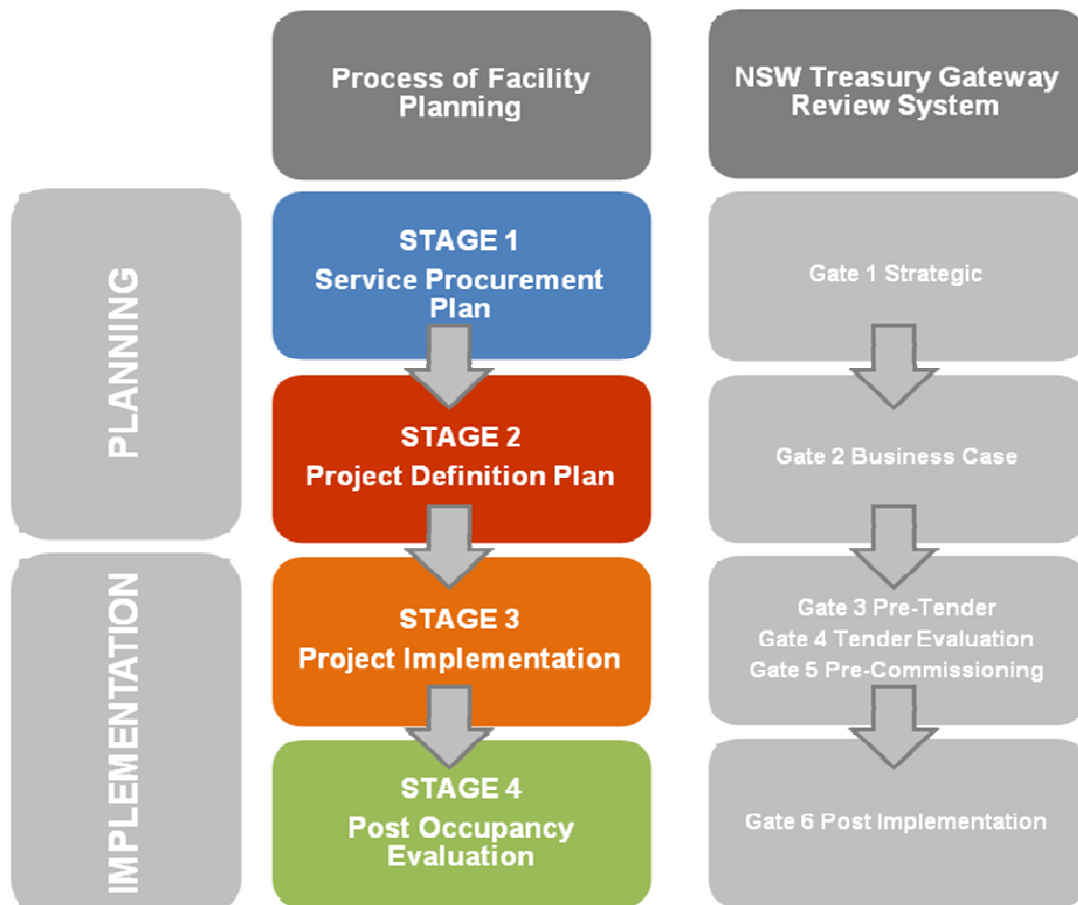 Process of Facility
Planning
NSW Treasury Gateway
Review System
PLANNING
STAGE 1
Service Procurement
Plan
Gate 1 Strategic
STAGE 2
Project Definition Plan
Gate 2 Business Case
IMPLEMENTATION
STAGE 3
Project Implementation
Gate 3 Pre-Tender
Gate 4 Tender Evaluation
Gate 5 Pre-Commissioning
STAGE 4
Post Occupancy
Evaluation
Gate 6 Post Implementation